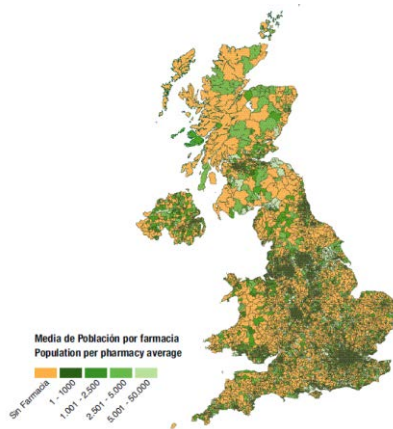 Media de Población por farmacia
Population per pharmacy average
Sin Farmacia
1 - 1000
1.001 - 2.500
2.501 - 5.000
5.001 - 50.000